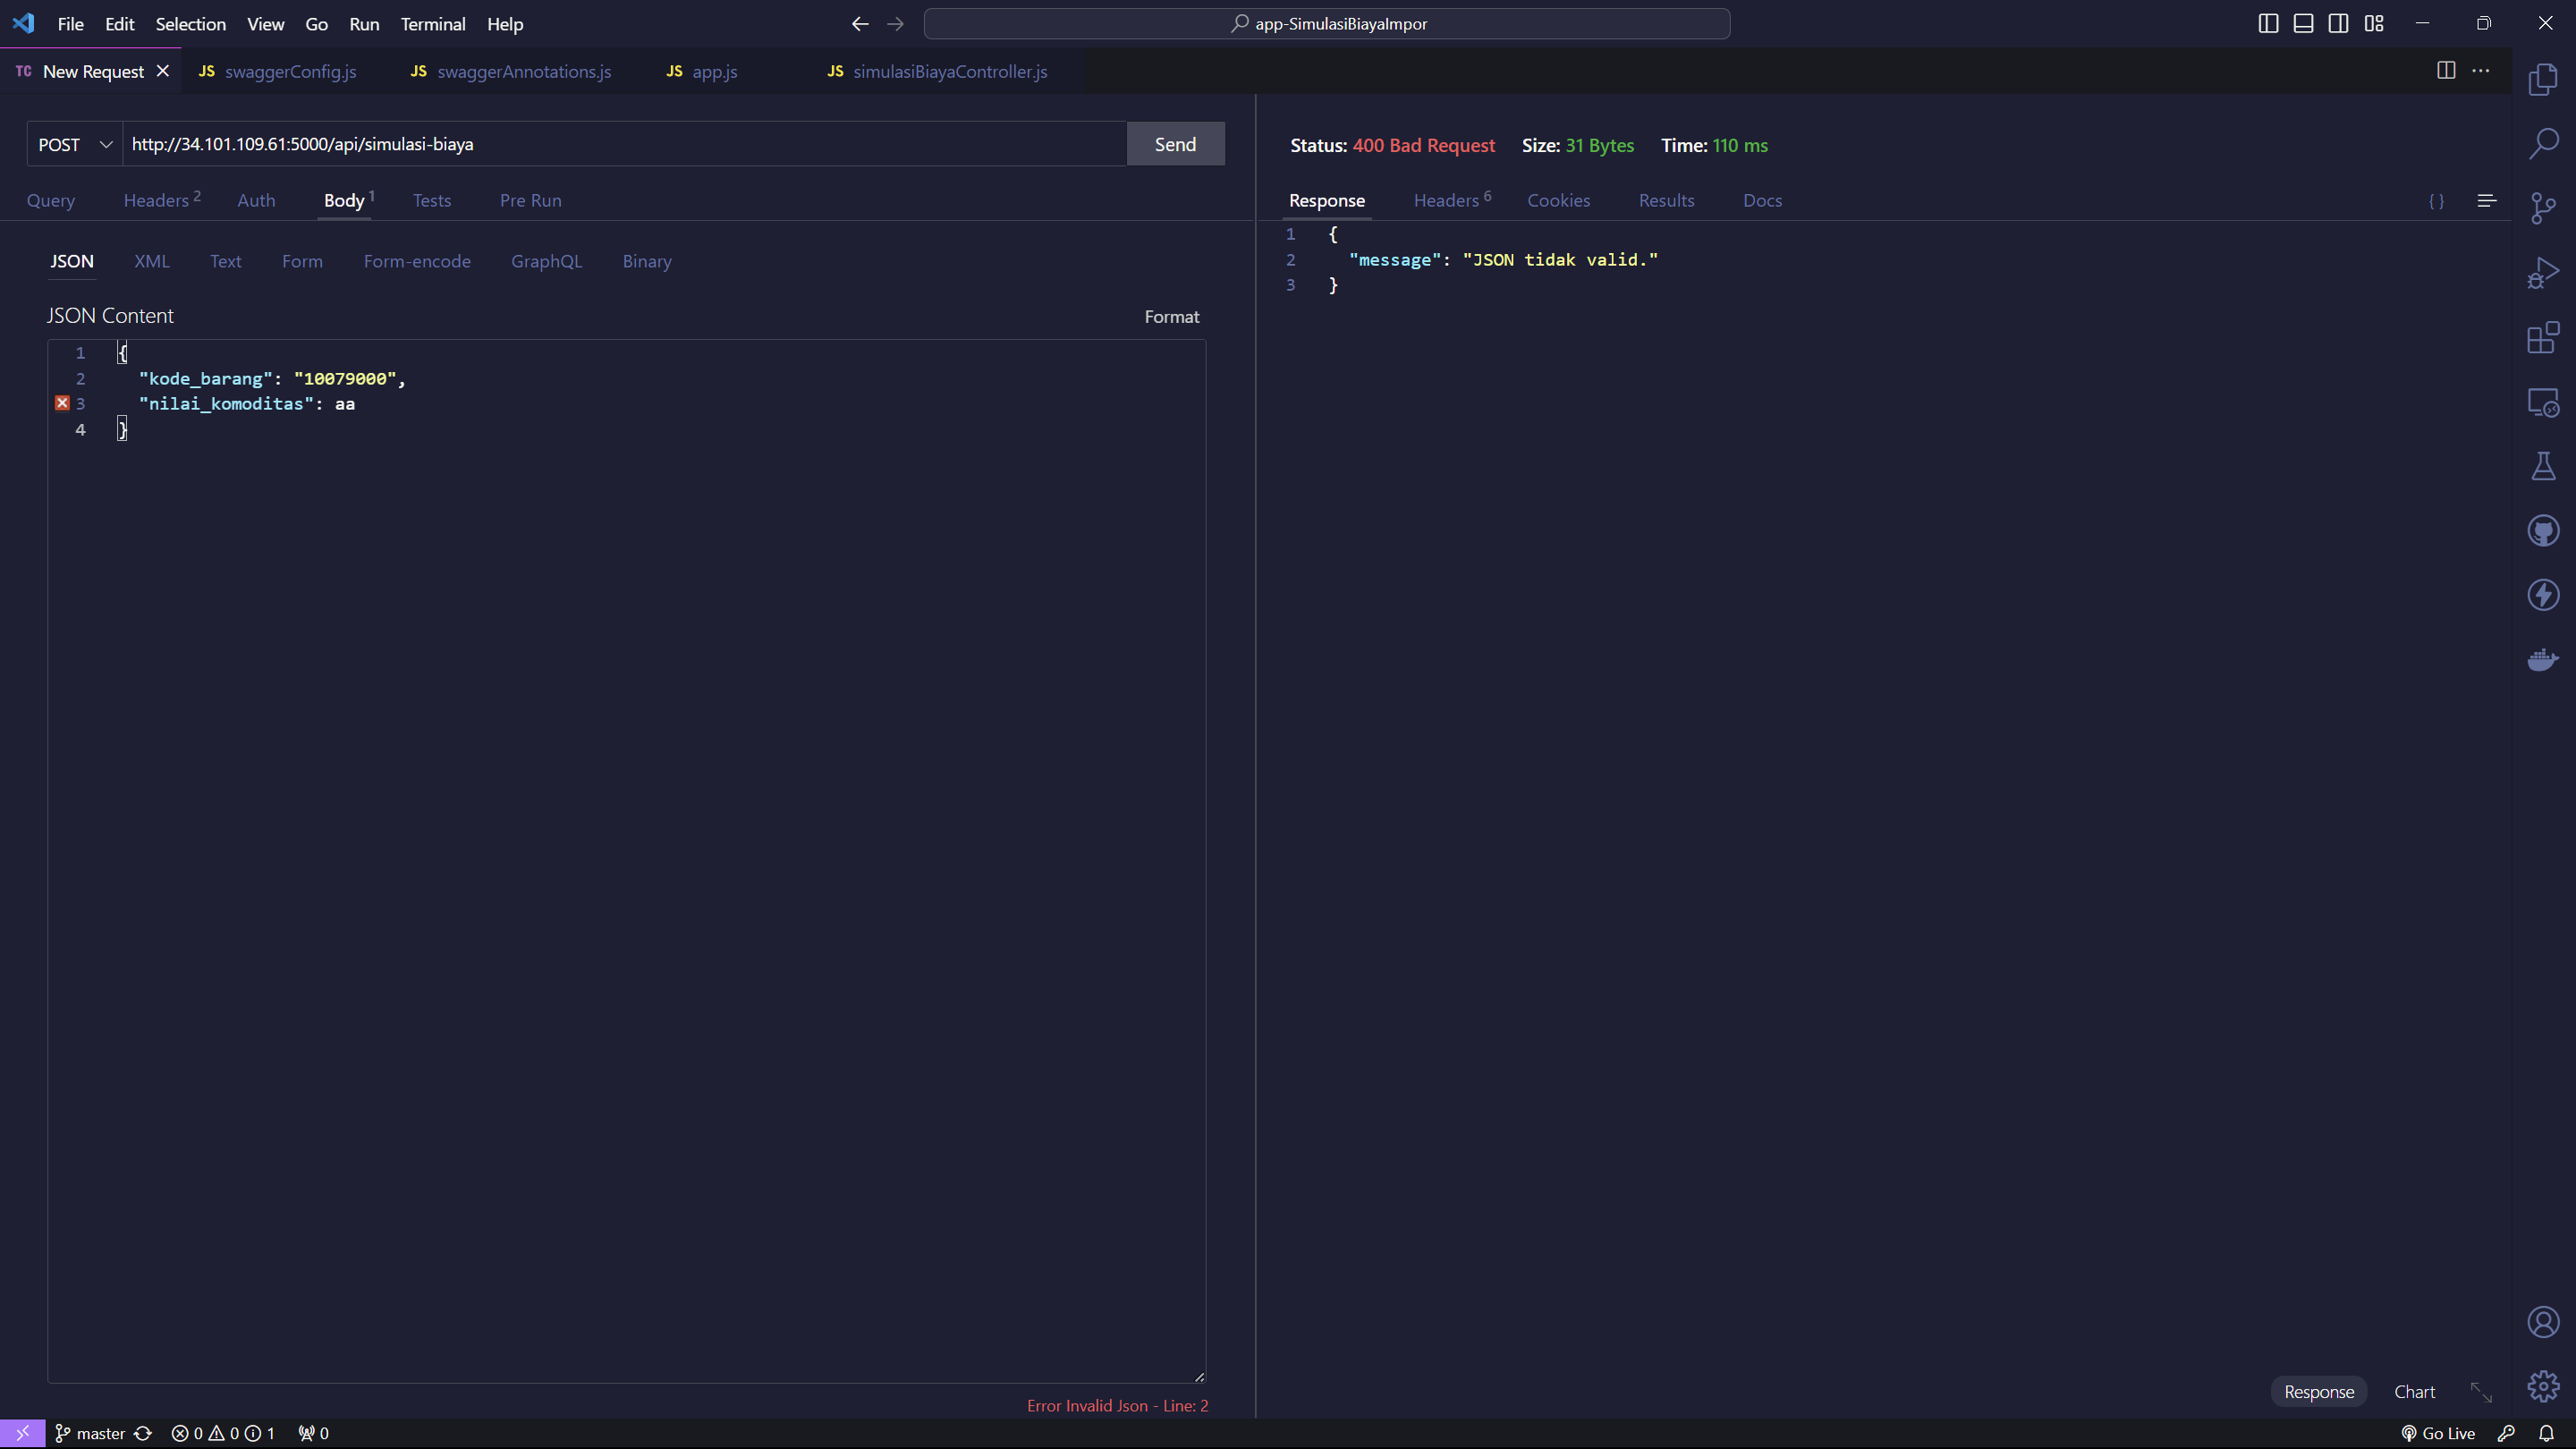 File Edit Selection View Go Run Terminal Help app-SimulasiBiayaImpor
TC New Request JS swaggerConfig.js JS swaggerAnnotations.js JS app.js JS simulasiBiayaController.js
POST http://34.101.109.61:5000/api/simulasi-biaya Send
Query Headers 2 Auth Body 1 Tests Pre Run
JSON XML Text Form Form-encode GraphQL Binary
JSON Content Format
1 {
2 "kode_barang": "10079000",
3 "nilai_komoditas": aa
4 }
Error Invalid Json - Line: 2
Status: 400 Bad Request Size: 31 Bytes Time: 110 ms
Response Headers 6 Cookies Results Docs { }
1 {
2 "message": "JSON tidak valid."
3 }
Response Chart
master 0 0 1 0 Go Live